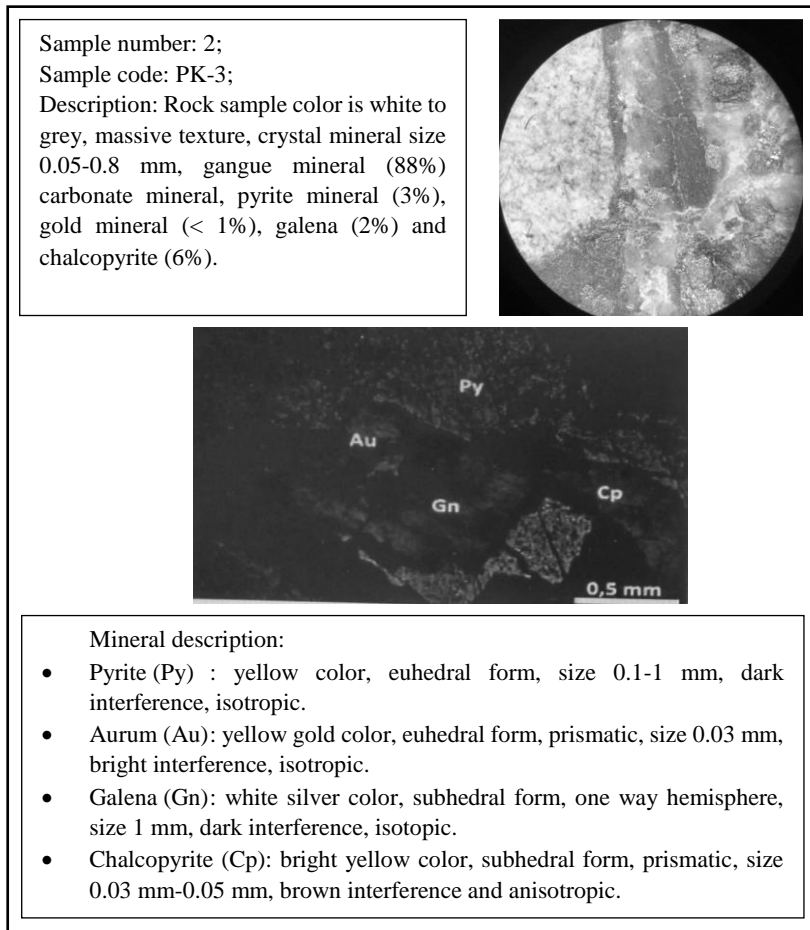 Sample number: 2;
Sample code: PK-3;
Description: Rock sample color is white to
grey, massive texture, crystal mineral size
0.05-0.8 mm, gangue mineral (88%)
carbonate mineral, pyrite mineral (3%),
gold mineral (< 1%), galena (2%) and
chalcopyrite (6%).
Py
Au
Gn
Cp
0,5 mm
Mineral description:
• Pyrite (Py) : yellow color, euhedral form, size 0.1-1 mm, dark
interference, isotropic.
• Aurum (Au): yellow gold color, euhedral form, prismatic, size 0.03 mm,
bright interference, isotropic.
• Galena (Gn): white silver color, subhedral form, one way hemisphere,
size 1 mm, dark interference, isotopic.
• Chalcopyrite (Cp): bright yellow color, subhedral form, prismatic, size
0.03 mm-0.05 mm, brown interference and anisotropic.